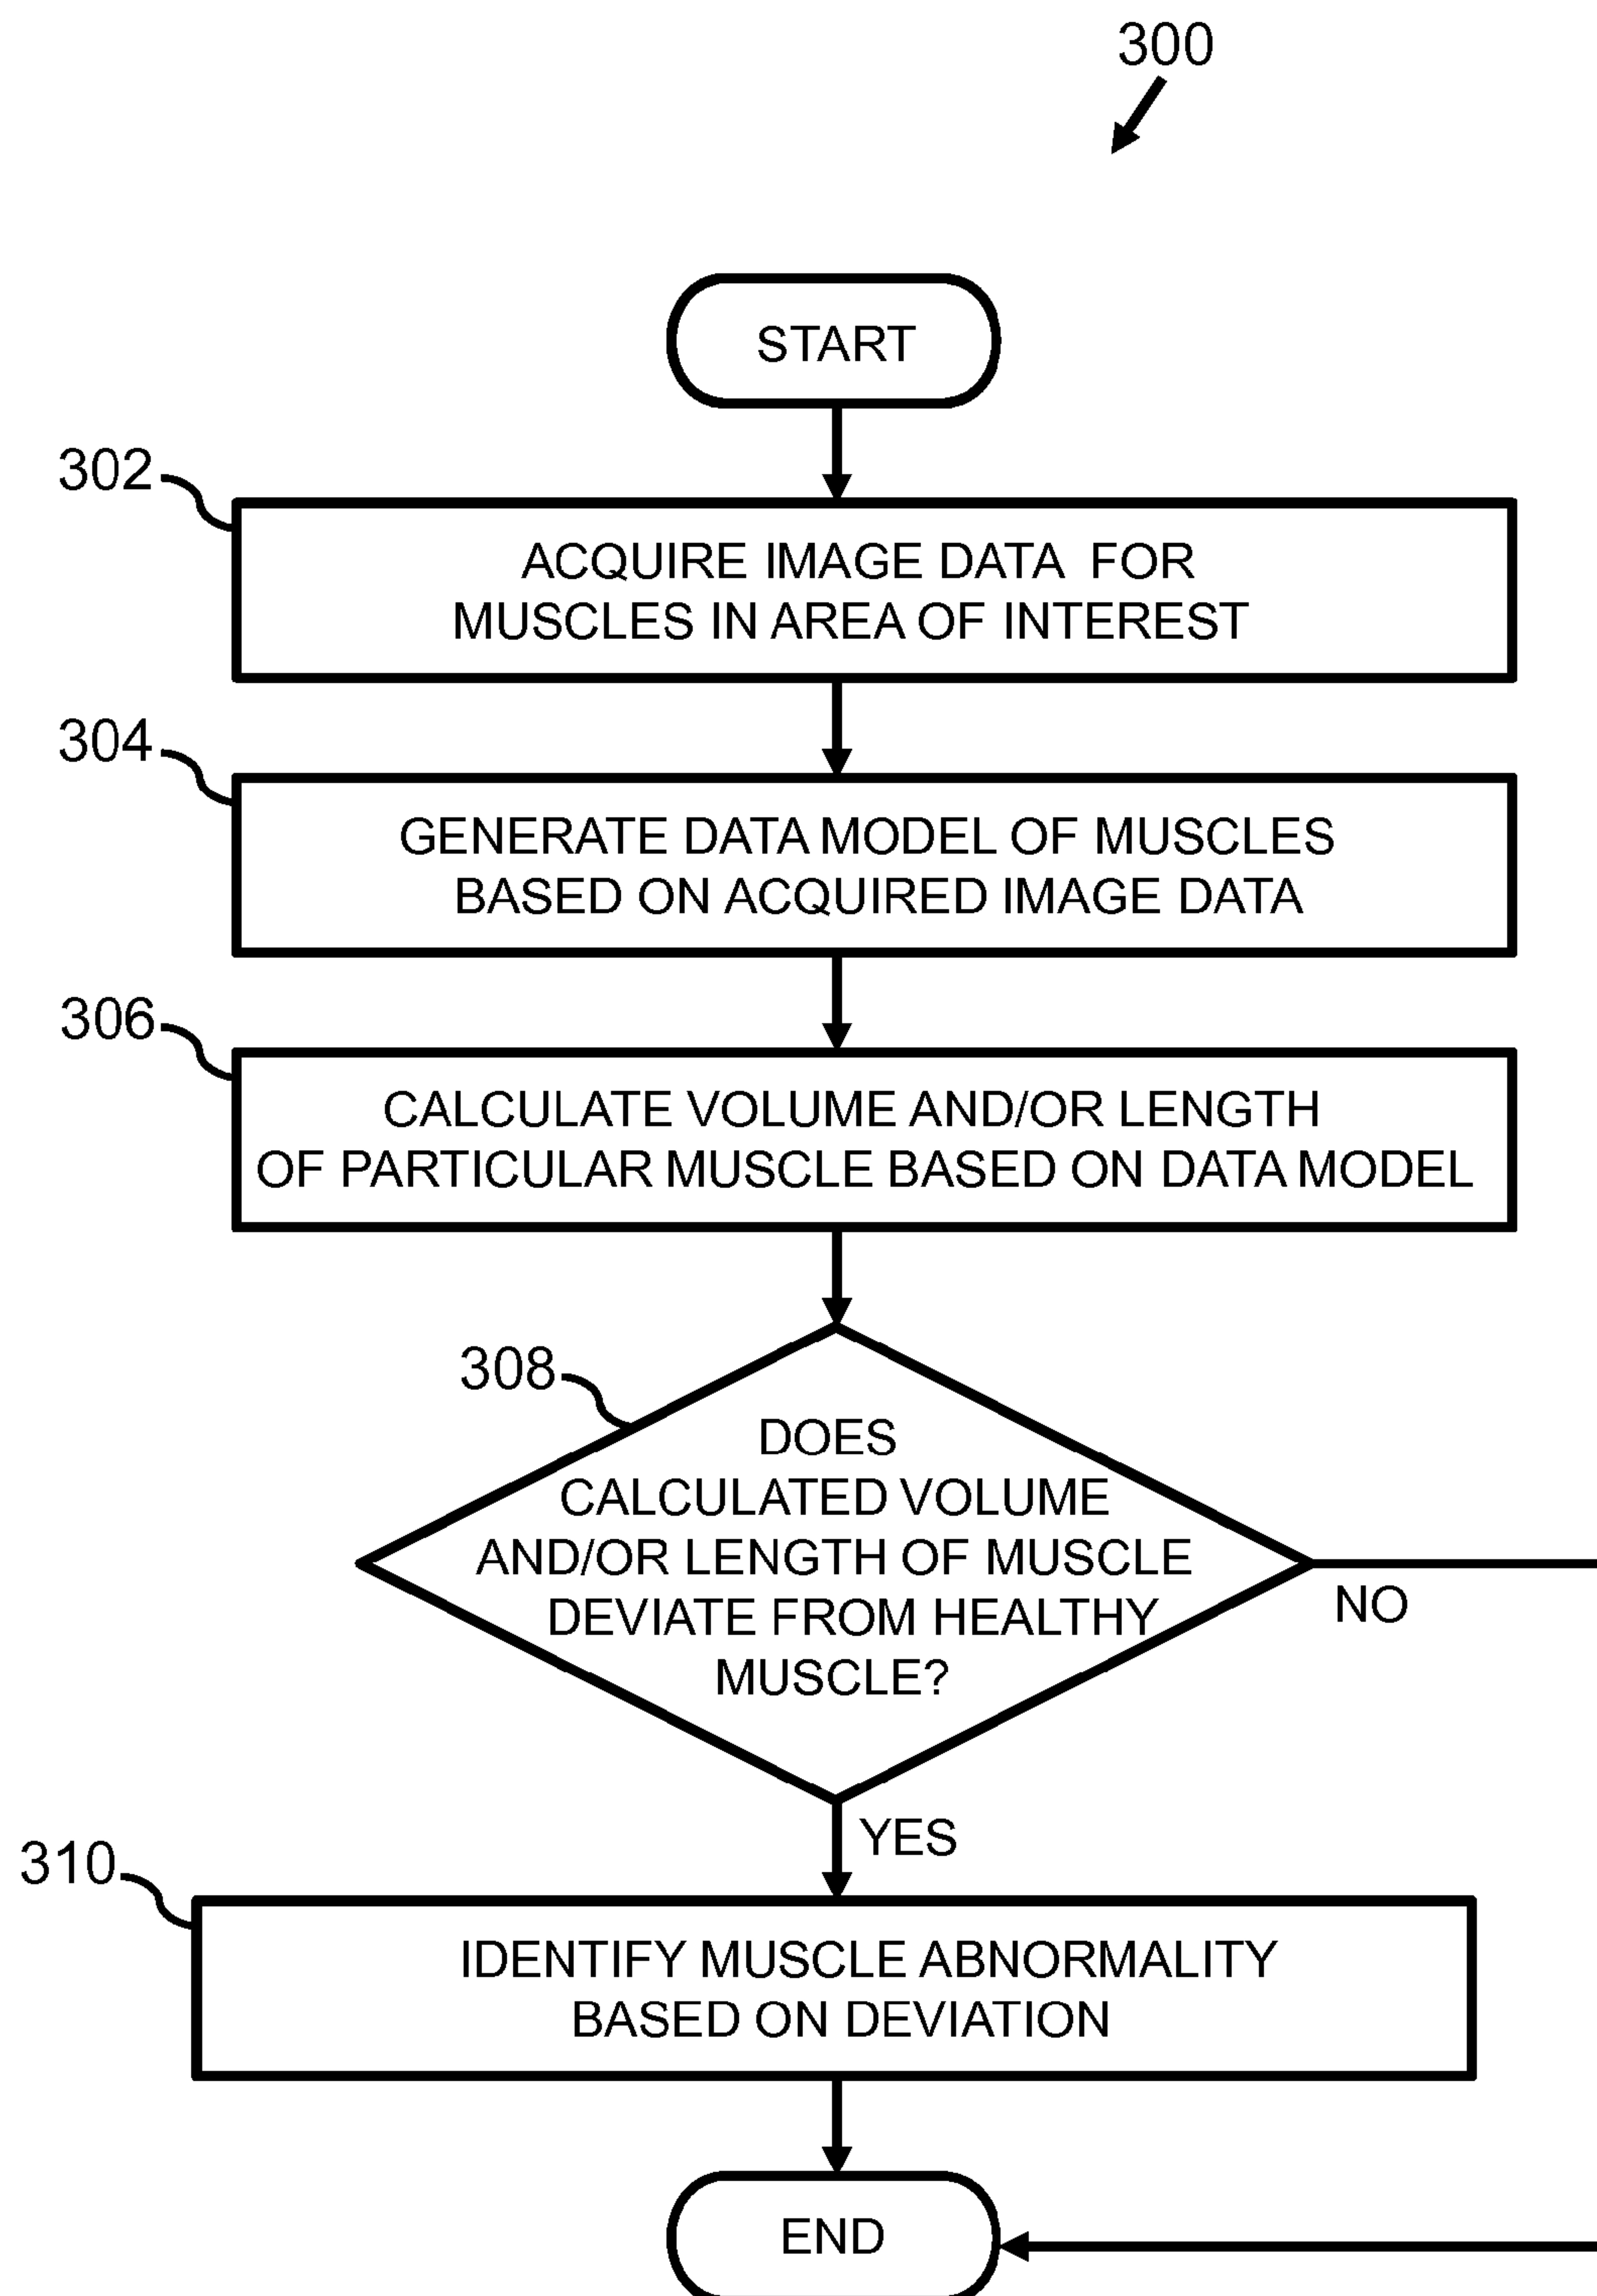 300
START
302
ACQUIRE IMAGE DATA FOR
MUSCLES IN AREA OF INTEREST
304
GENERATE DATA MODEL OF MUSCLES
BASED ON ACQUIRED IMAGE DATA
306
CALCULATE VOLUME AND/OR LENGTH
OF PARTICULAR MUSCLE BASED ON DATA MODEL
308
DOES
CALCULATED VOLUME
AND/OR LENGTH OF MUSCLE
DEVIATE FROM HEALTHY
MUSCLE?
NO
YES
310
IDENTIFY MUSCLE ABNORMALITY
BASED ON DEVIATION
END